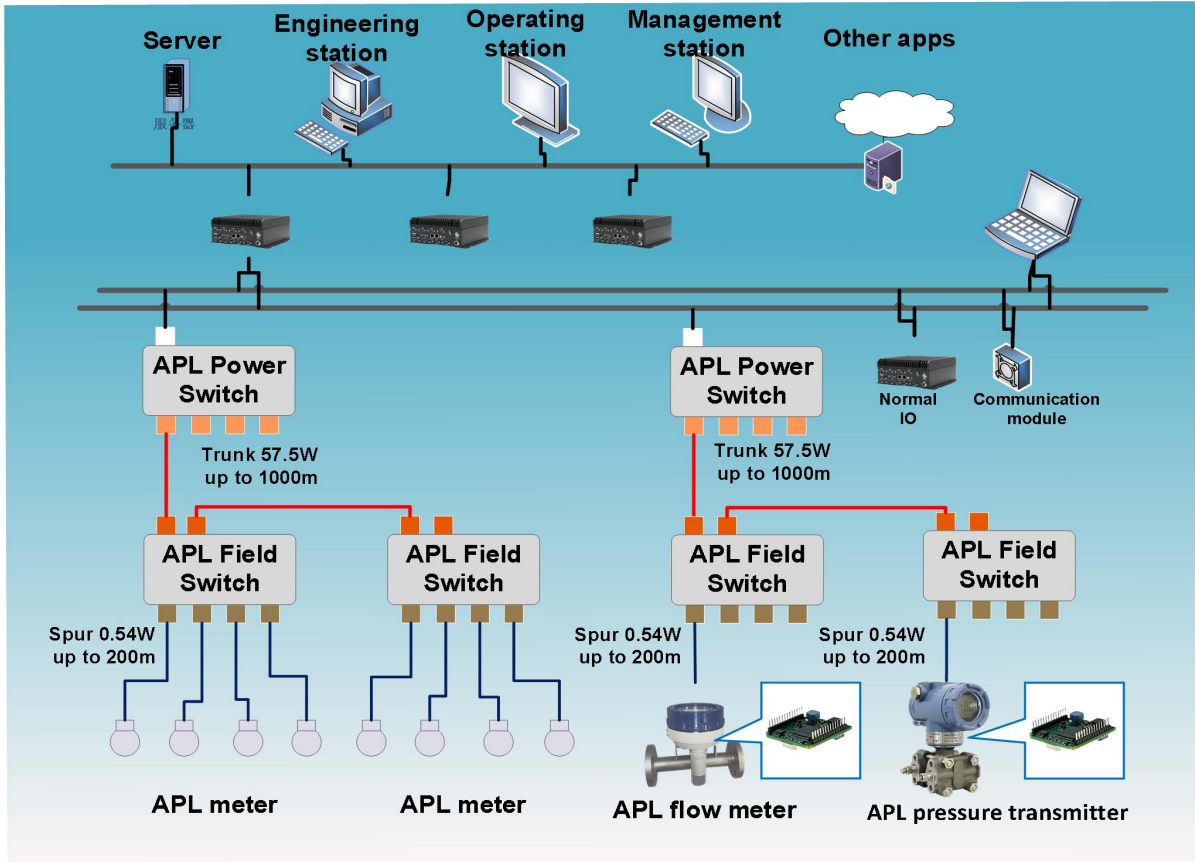 Server
Engineering
station
Operating
station
Management
station
Other apps
服务器
APL Power
Switch
APL Power
Switch
Normal
IO
Communication
module
Trunk 57.5W
up to 1000m
Trunk 57.5W
up to 1000m
APL Field
Switch
APL Field
Switch
APL Field
Switch
APL Field
Switch
Spur 0.54W
up to 200m
Spur 0.54W
up to 200m
Spur 0.54W
up to 200m
APL meter
APL meter
APL flow meter
APL pressure transmitter